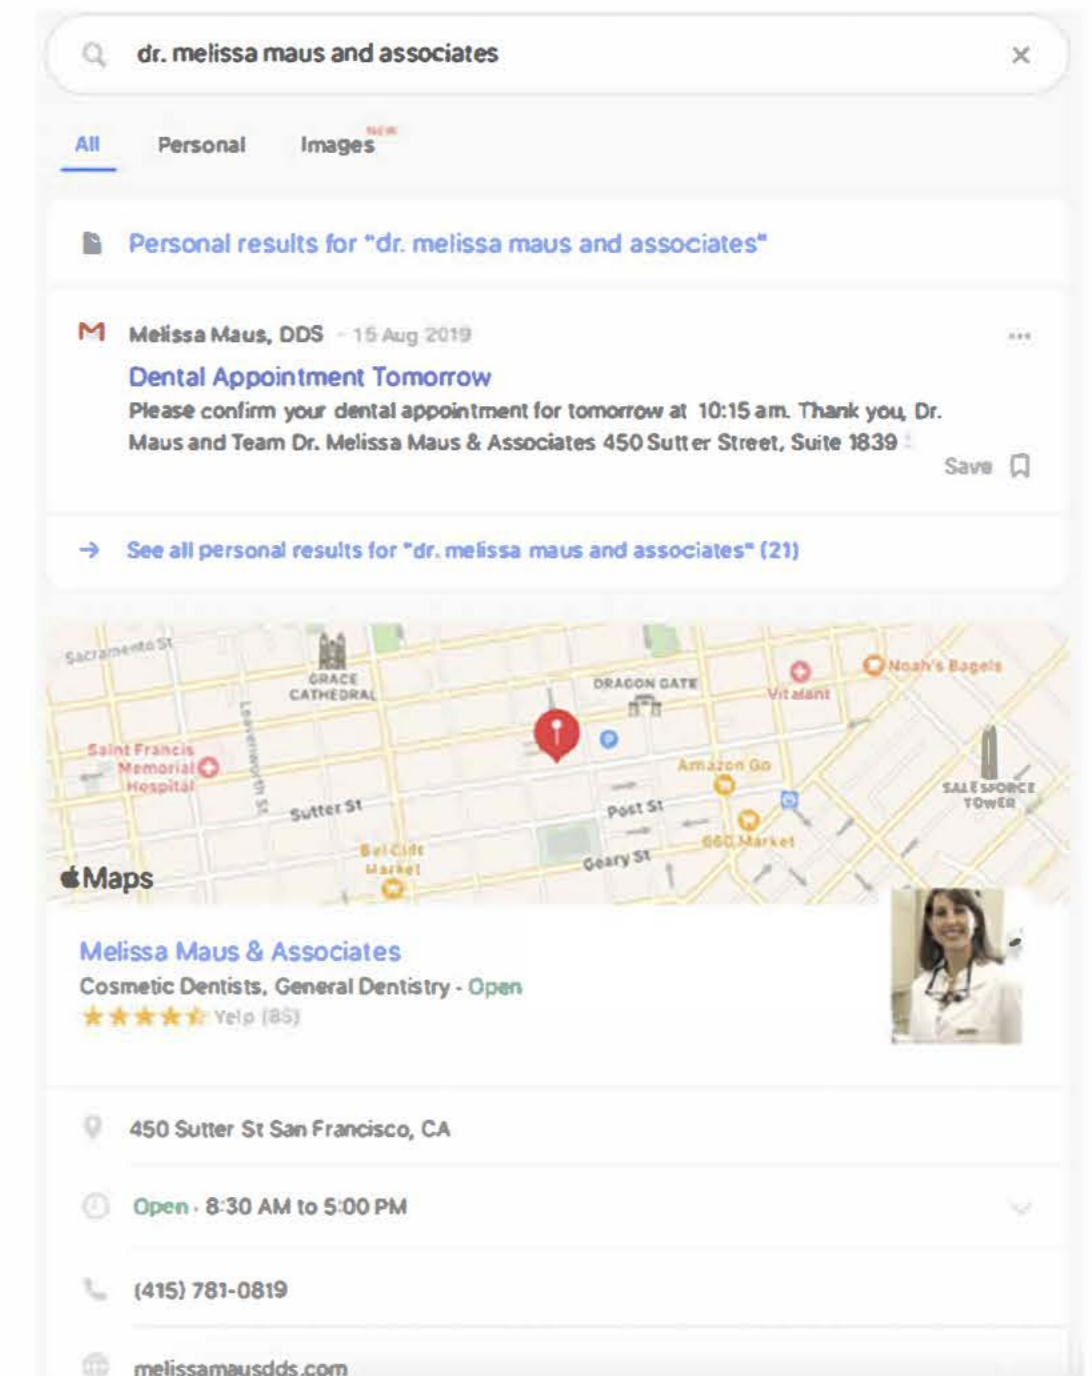 dr. melissa maus and associates
All Personal Images NEW
Personal results for "dr. melissa maus and associates"
Melissa Maus, DDS - 15 Aug 2019
Dental Appointment Tomorrow
Please confirm your dental appointment for tomorrow at 10:15 am. Thank you, Dr.
Maus and Team Dr. Melissa Maus & Associates 450 Sutter Street, Suite 1839
Save
See all personal results for "dr. melissa maus and associates" (21)
Sacramento St
GRACE
CATHEDRAL
DRAGON GATE
Vitalant
Noah's Bagels
Leavenworth St
Saint Francis
Memorial
Hospital
P
Amazon Go
SALESFORCE
TOWER
Sutter St
Post St
660 Market
Bel Clift
Market
Geary St
Maps
Melissa Maus & Associates
Cosmetic Dentists, General Dentistry - Open
Yelp (85)
450 Sutter St San Francisco, CA
Open · 8:30 AM to 5:00 PM
(415) 781-0819
melissamausdds.com